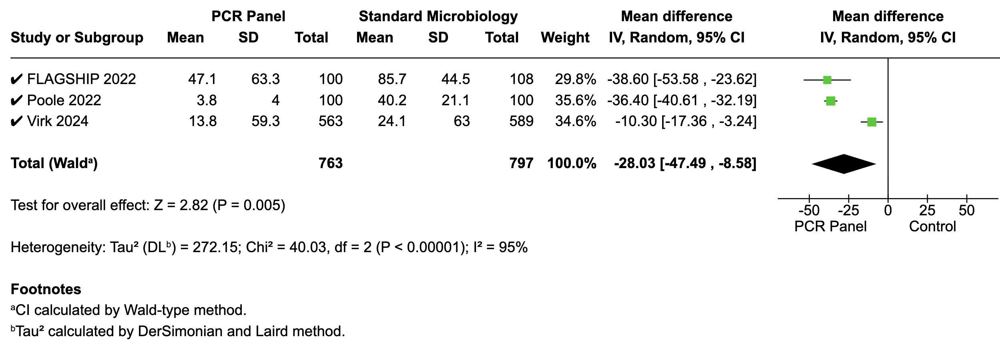 PCR Panel Standard Microbiology Mean difference Mean difference
Study or Subgroup Mean SD Total Mean SD Total Weight IV, Random, 95% CI IV, Random, 95% CI
✔ FLAGSHIP 2022 47.1 63.3 100 85.7 44.5 108 29.8% -38.60 [-53.58 , -23.62]
✔ Poole 2022 3.8 4 100 40.2 21.1 100 35.6% -36.40 [-40.61 , -32.19]
✔ Virk 2024 13.8 59.3 563 24.1 63 589 34.6% -10.30 [-17.36 , -3.24]
Total (Waldᵃ) 763 797 100.0% -28.03 [-47.49 , -8.58]
Test for overall effect: Z = 2.82 (P = 0.005)
-50 -25 0 25 50
PCR Panel Control
Heterogeneity: Tau² (DLᵇ) = 272.15; Chi² = 40.03, df = 2 (P < 0.00001); I² = 95%
Footnotes
ᵃCI calculated by Wald-type method.
ᵇTau² calculated by DerSimonian and Laird method.